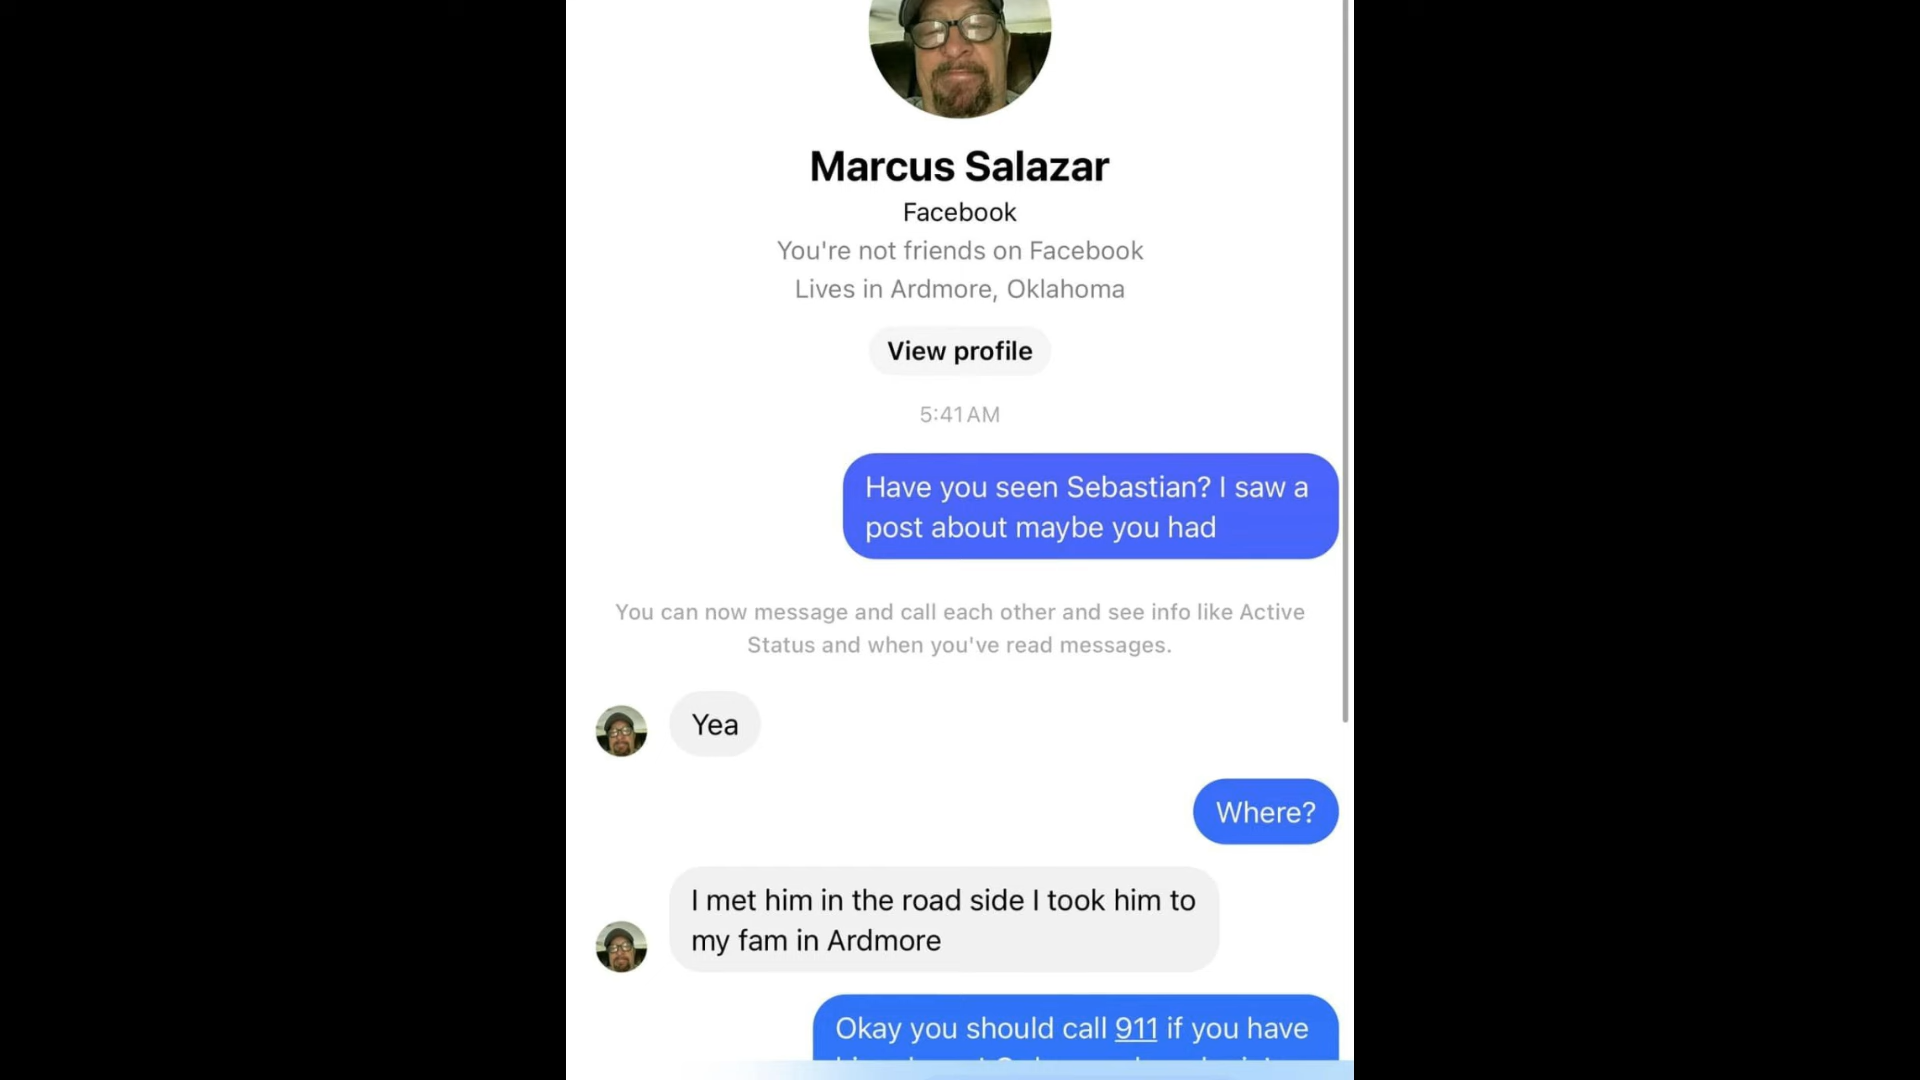 Marcus Salazar
Facebook
You're not friends on Facebook
Lives in Ardmore, Oklahoma
View profile
5:41 AM
Have you seen Sebastian? I saw a
post about maybe you had
You can now message and call each other and see info like Active
Status and when you've read messages.
Yea
Where?
I met him in the road side I took him to
my fam in Ardmore
Okay you should call 911 if you have